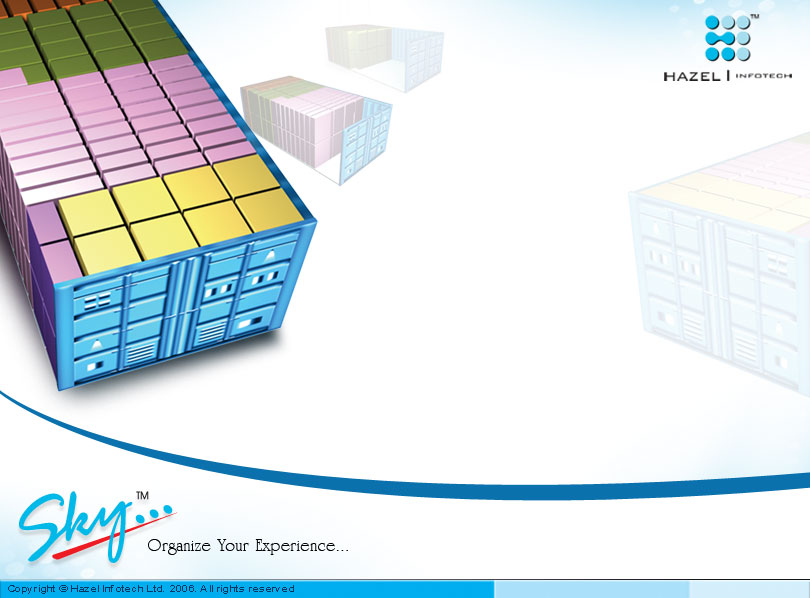 TM
HAZEL | INFOTECH
Sky... TM
Organize Your Experience...
Copyright © Hazel Infotech Ltd. 2006. All rights reserved